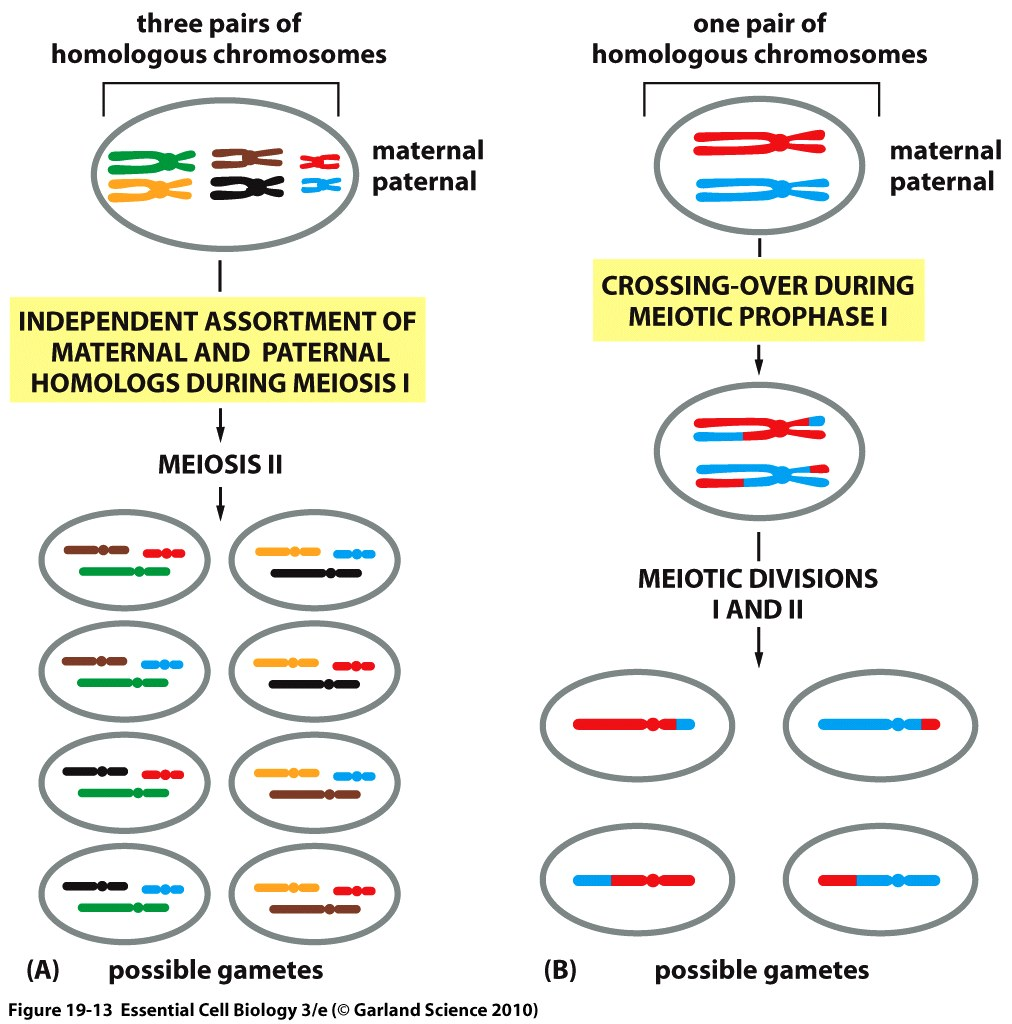 three pairs of
homologous chromosomes
maternal
paternal
INDEPENDENT ASSORTMENT OF
MATERNAL AND PATERNAL
HOMOLOGS DURING MEIOSIS I
MEIOSIS II
(A) possible gametes
one pair of
homologous chromosomes
maternal
paternal
CROSSING-OVER DURING
MEIOTIC PROPHASE I
MEIOTIC DIVISIONS
I AND II
(B) possible gametes
Figure 19-13 Essential Cell Biology 3/e (© Garland Science 2010)